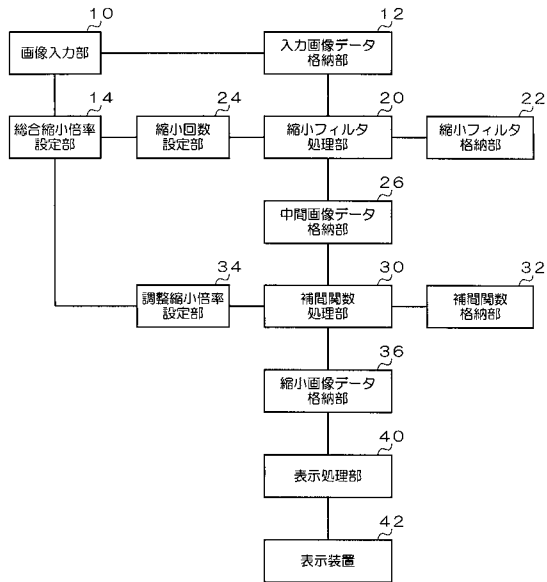 10
画像入力部
12
入力画像データ
格納部
14
総合縮小倍率
設定部
24
縮小回数
設定部
20
縮小フィルタ
処理部
22
縮小フィルタ
格納部
26
中間画像データ
格納部
34
調整縮小倍率
設定部
30
補間関数
処理部
32
補間関数
格納部
36
縮小画像データ
格納部
40
表示処理部
42
表示装置